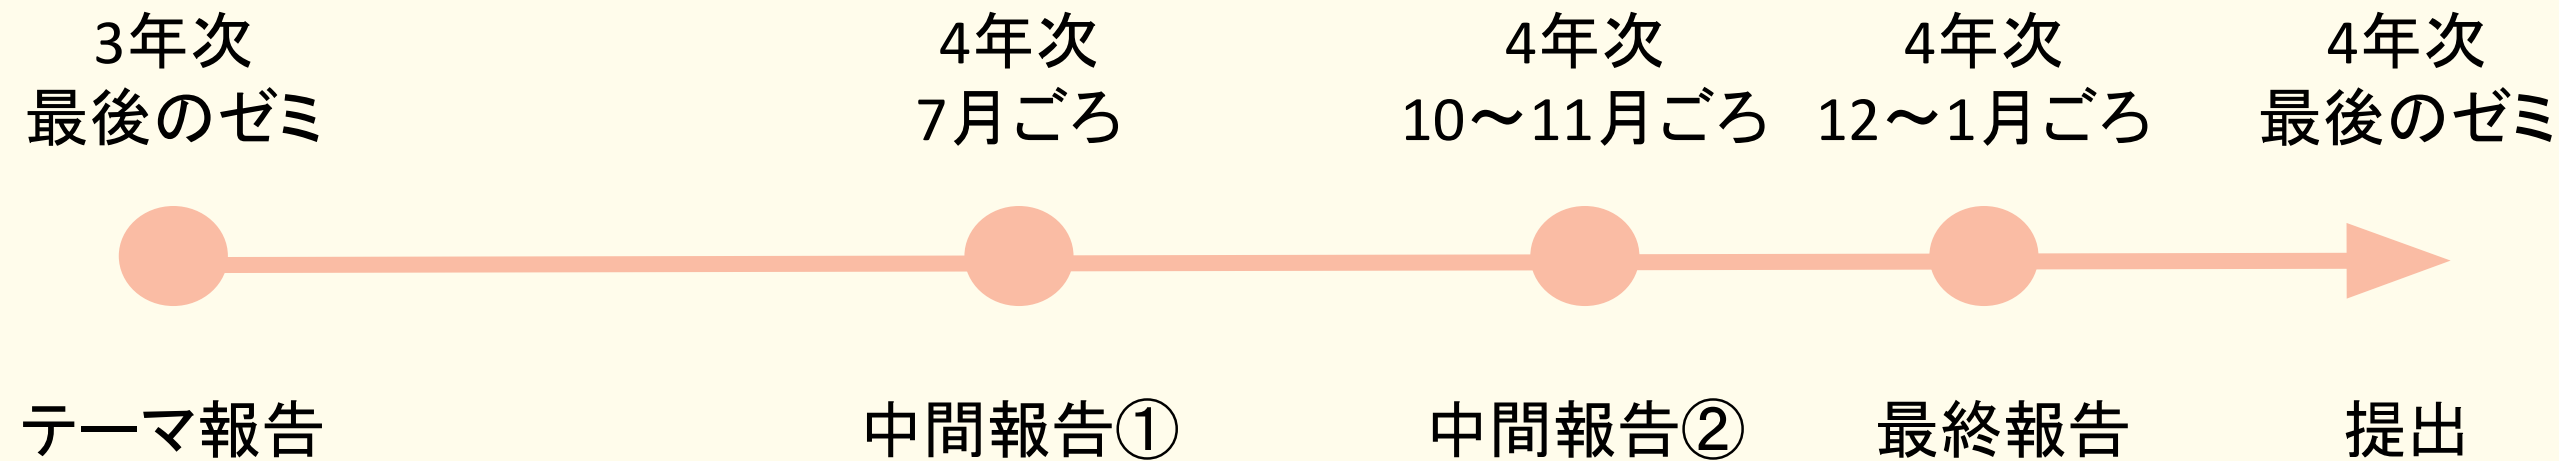 3年次
最後のゼミ
4年次
7月ごろ
4年次
10～11月ごろ
4年次
12～1月ごろ
4年次
最後のゼミ
テーマ報告
中間報告①
中間報告②
最終報告
提出